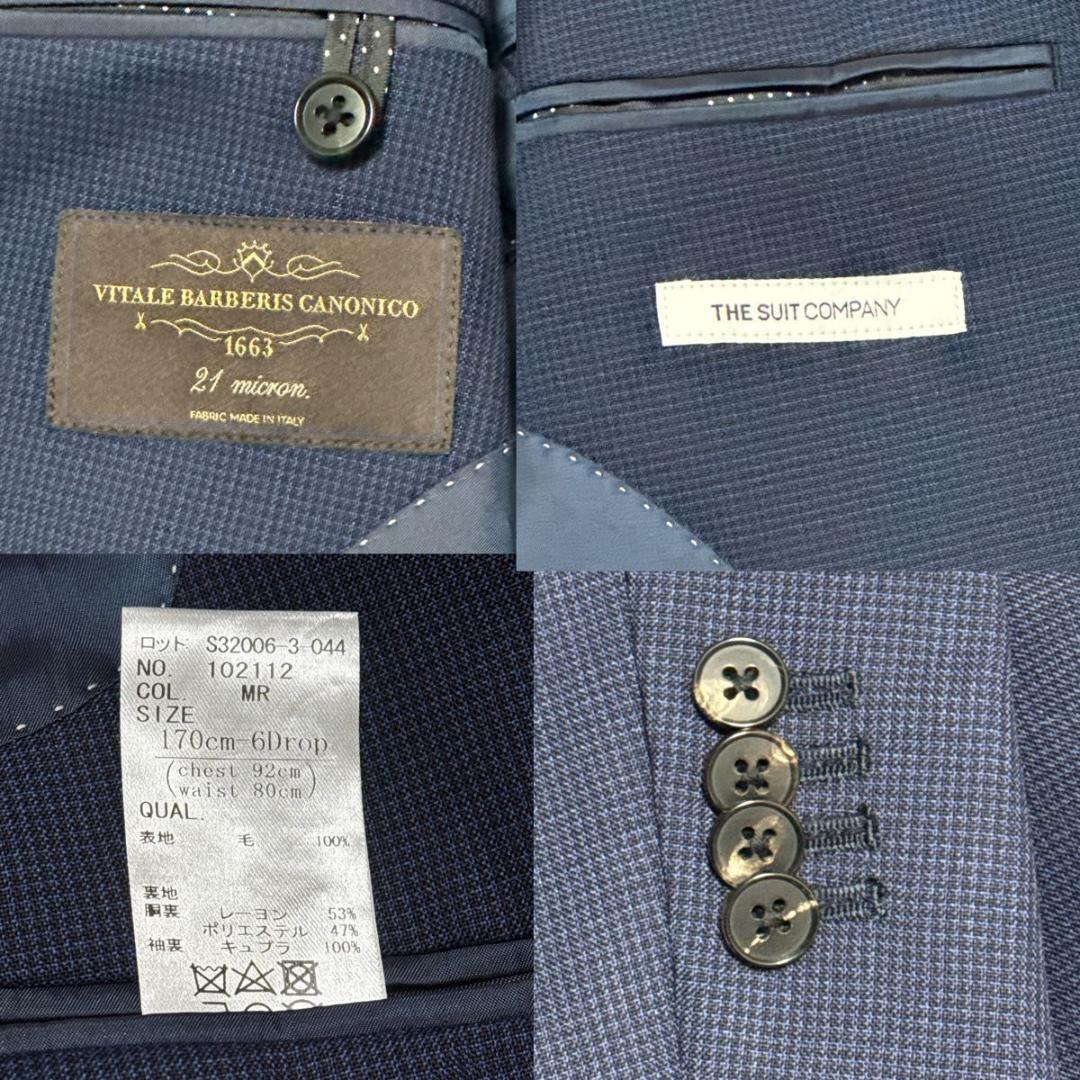 VITALE BARBERIS CANONICO
1663
21 micron.
FABRIC MADE IN ITALY
THE SUIT COMPANY
ロット S32006-3-044
NO. 102112
COL. MR
SIZE
170cm-6Drop
(chest 92cm
waist 80cm)
QUAL.
表地 毛 100%
裏地
胴裏 レーヨン 53%
ポリエステル 47%
袖裏 キュプラ 100%